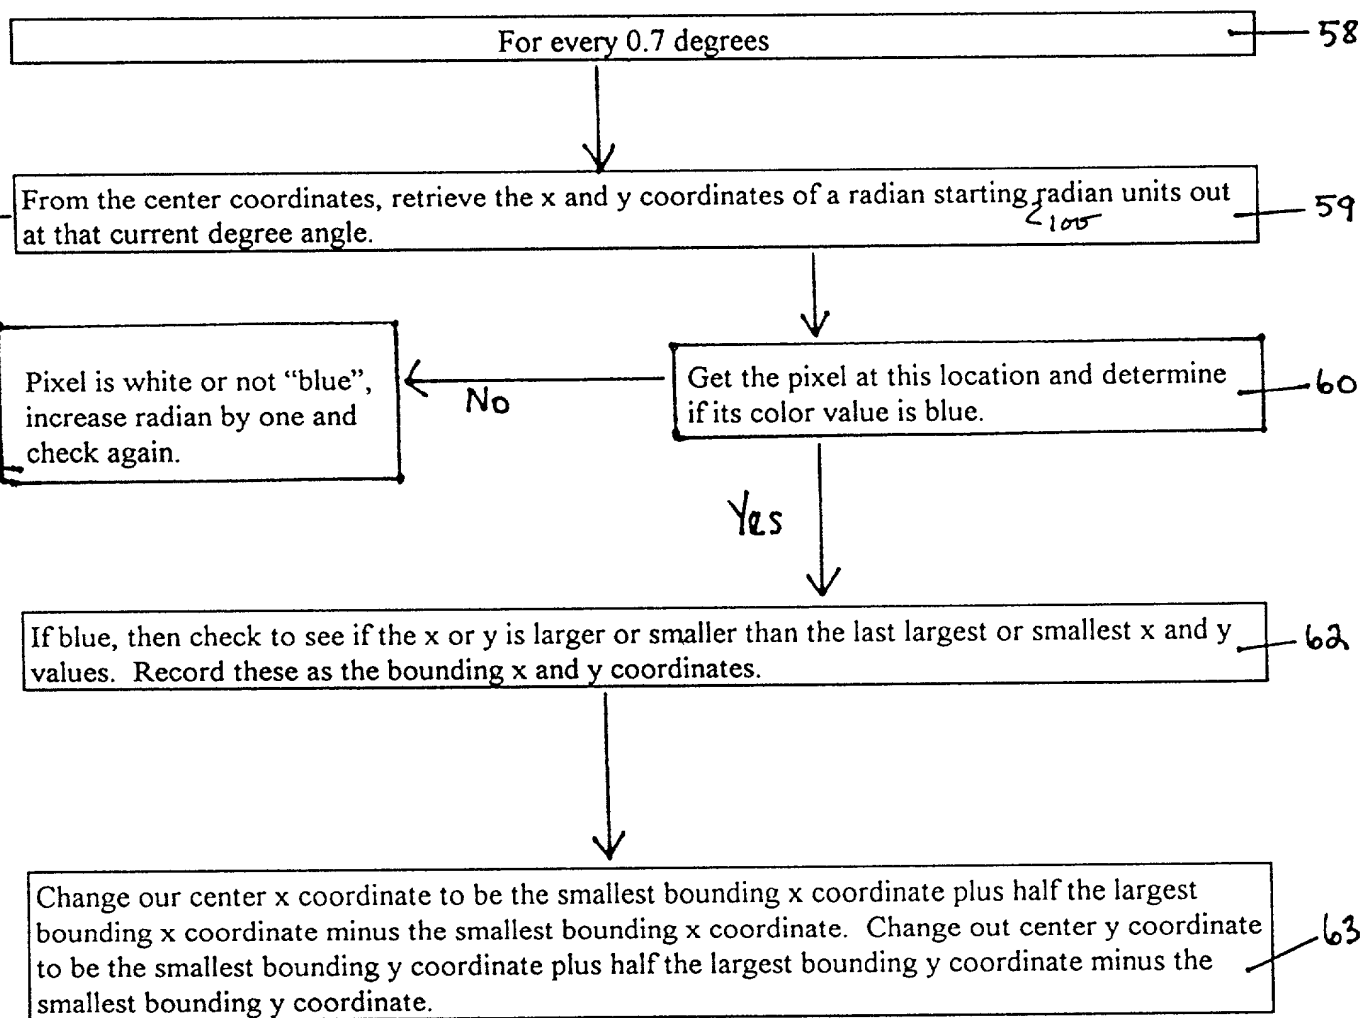 For every 0.7 degrees
58
From the center coordinates, retrieve the x and y coordinates of a radian starting radian units out
100
at that current degree angle.
59
Pixel is white or not “blue”,
increase radian by one and
check again.
No
Get the pixel at this location and determine
if its color value is blue.
60
Yes
If blue, then check to see if the x or y is larger or smaller than the last largest or smallest x and y
values. Record these as the bounding x and y coordinates.
62
Change our center x coordinate to be the smallest bounding x coordinate plus half the largest
bounding x coordinate minus the smallest bounding x coordinate. Change out center y coordinate
to be the smallest bounding y coordinate plus half the largest bounding y coordinate minus the
smallest bounding y coordinate.
63